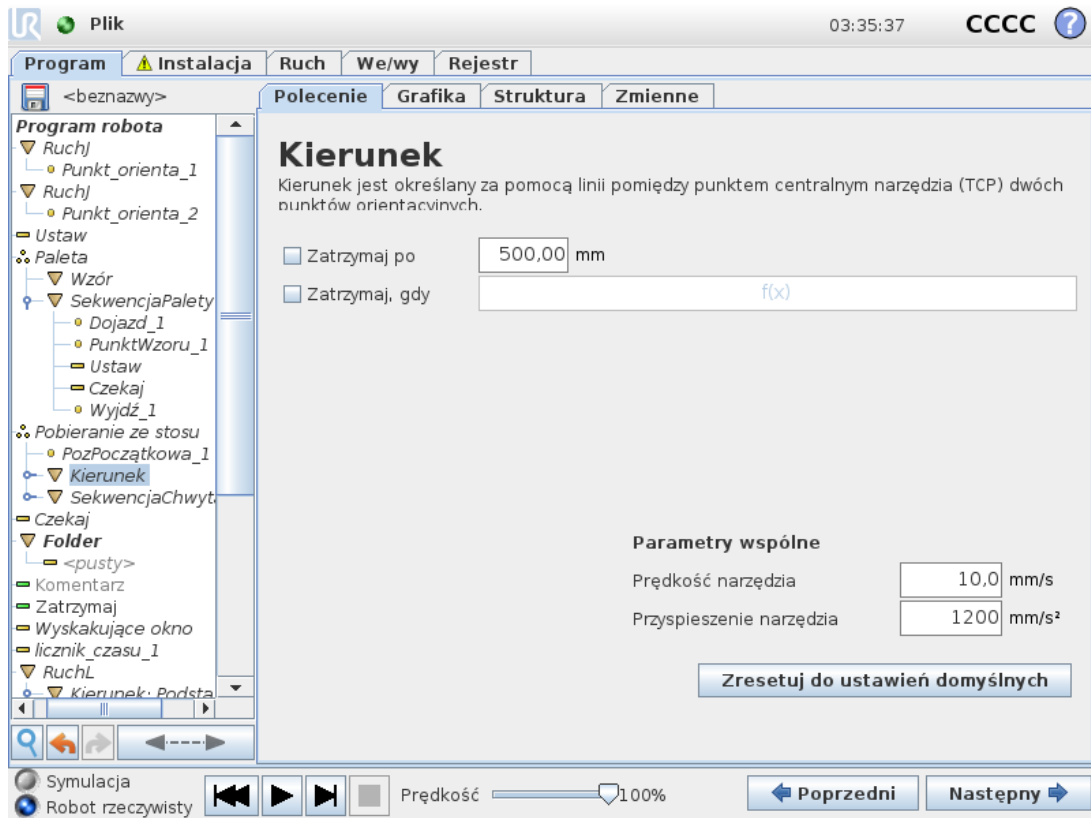 UR Plik 03:35:37 CCCC ?
Program Instalacja Ruch We/wy Rejestr
<beznazwy>
Polecenie Grafika Struktura Zmienne
Program robota
RuchJ
Punkt_orienta_1
RuchJ
Punkt_orienta_2
Ustaw
Paleta
Wzór
SekwencjaPalety
Dojazd_1
PunktWzoru_1
Ustaw
Czekaj
Wyjdź_1
Pobieranie ze stosu
PozPoczątkowa_1
Kierunek
SekwencjaChwyt
Czekaj
Folder
<pusty>
Komentarz
Zatrzymaj
Wyskakujące okno
licznik_czasu_1
RuchL
Kierunek: Podsta
Kierunek
Kierunek jest określany za pomocą linii pomiędzy punktem centralnym narzędzia (TCP) dwóch
punktów orientacyjnych.
Zatrzymaj po 500,00 mm
Zatrzymaj, gdy f(x)
Parametry wspólne
Prędkość narzędzia 10,0 mm/s
Przyspieszenie narzędzia 1200 mm/s²
Zresetuj do ustawień domyślnych
Symulacja
Robot rzeczywisty
Prędkość 100%
Poprzedni Następny